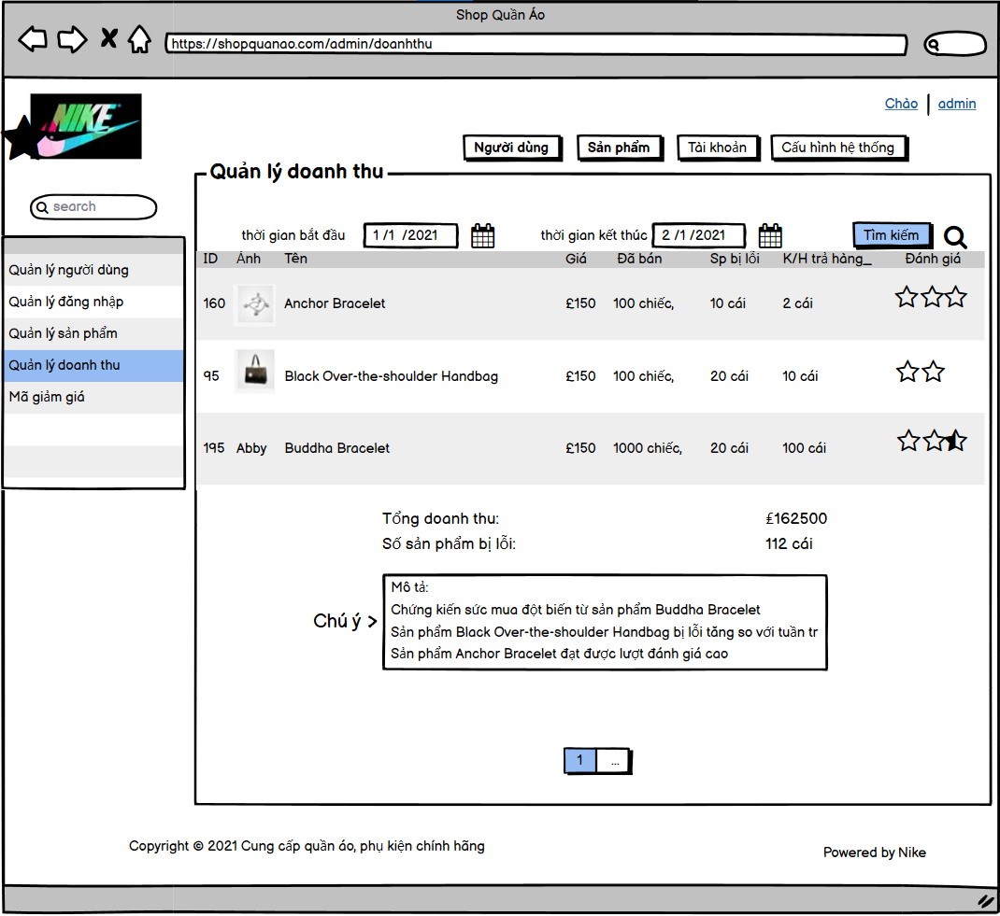 Shop Quần Áo
https://shopquanao.com/admin/doanhthu
NIKE
Chào admin
Người dùng Sản phẩm Tài khoản Cấu hình hệ thống
Quản lý doanh thu
search
thời gian bắt đầu 1 /1 /2021 thời gian kết thúc 2 /1 /2021 Tìm kiếm
ID Ảnh Tên Giá Đã bán Sp bị lỗi K/H trả hàng_ Đánh giá
Quản lý người dùng
Quản lý đăng nhập
Quản lý sản phẩm
Quản lý doanh thu
Mã giảm giá
160 Anchor Bracelet £150 100 chiếc, 10 cái 2 cái
95 Black Over-the-shoulder Handbag £150 100 chiếc, 20 cái 10 cái
195 Abby Buddha Bracelet £150 1000 chiếc, 20 cái 100 cái
Tổng doanh thu: £162500
Số sản phẩm bị lỗi: 112 cái
Chú ý >
Mô tả:
Chứng kiến sức mua đột biến từ sản phẩm Buddha Bracelet
Sản phẩm Black Over-the-shoulder Handbag bị lỗi tăng so với tuần tr
Sản phẩm Anchor Bracelet đạt được lượt đánh giá cao
1 ...
Copyright © 2021 Cung cấp quần áo, phụ kiện chính hãng
Powered by Nike